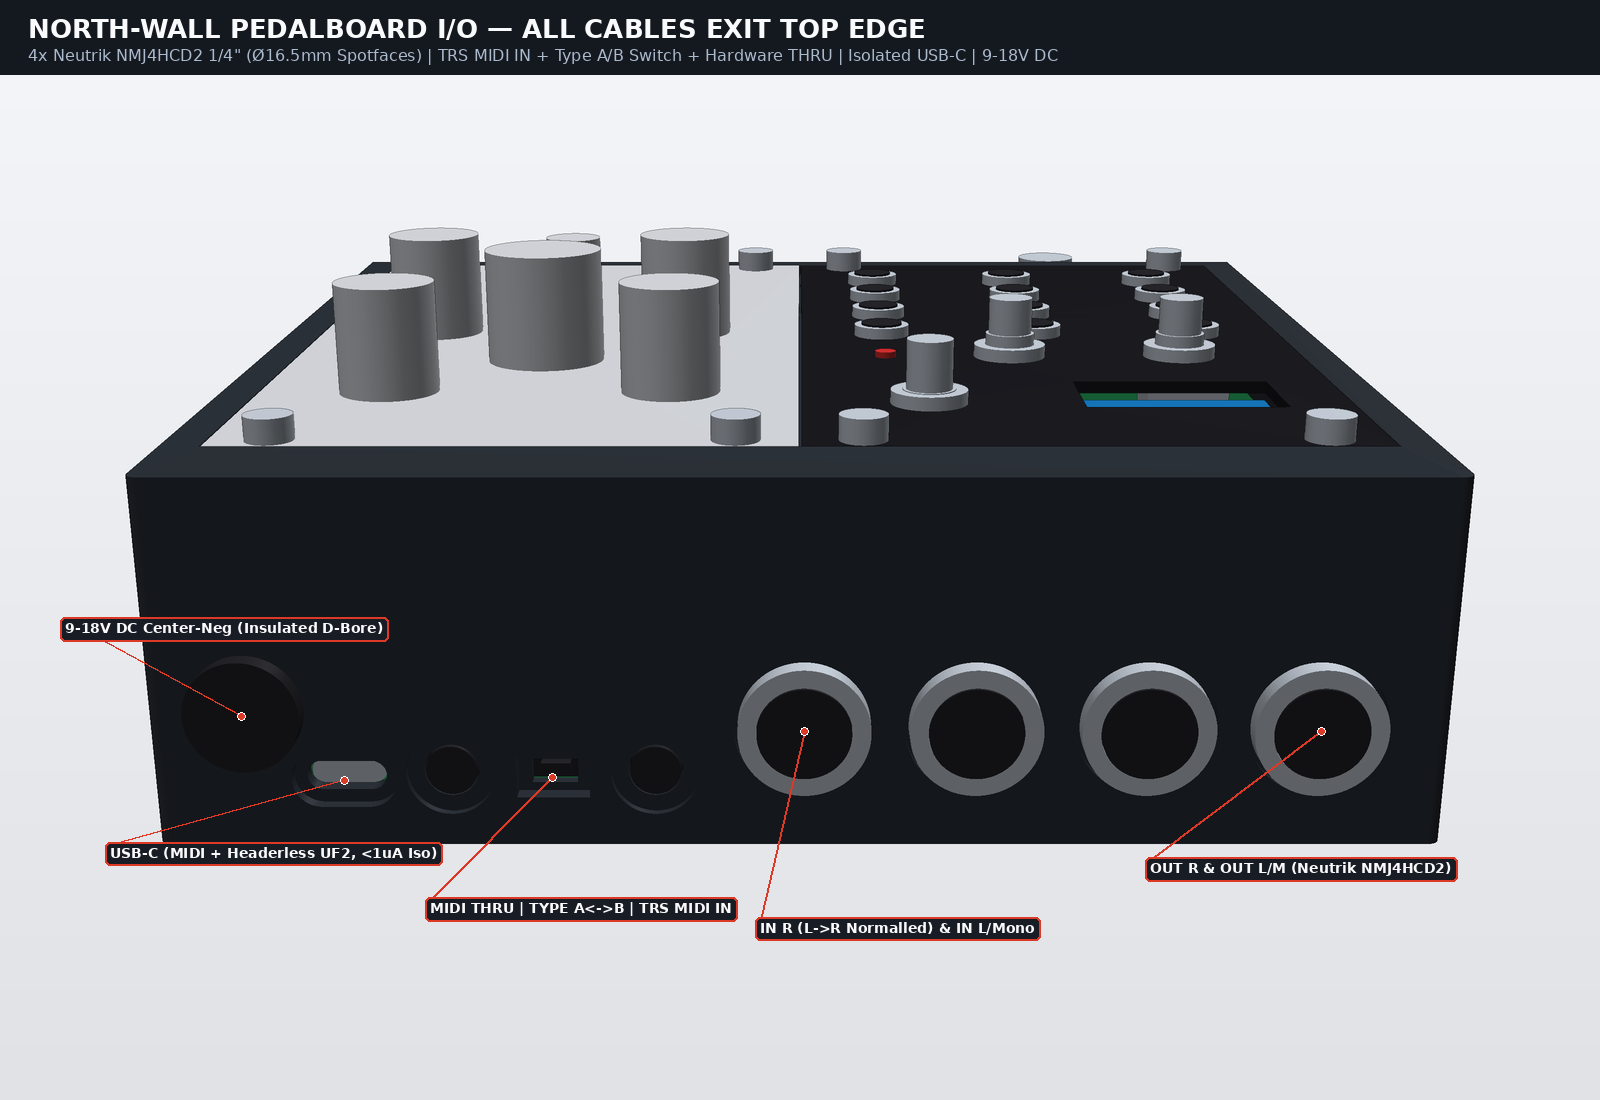 NORTH-WALL PEDALBOARD I/O — ALL CABLES EXIT TOP EDGE
4x Neutrik NMJ4HCD2 1/4" (Ø16.5mm Spotfaces) | TRS MIDI IN + Type A/B Switch + Hardware THRU | Isolated USB-C | 9-18V DC
9-18V DC Center-Neg (Insulated D-Bore)
USB-C (MIDI + Headerless UF2, <1uA Iso)
OUT R & OUT L/M (Neutrik NMJ4HCD2)
MIDI THRU | TYPE A<->B | TRS MIDI IN
IN R (L->R Normalled) & IN L/Mono